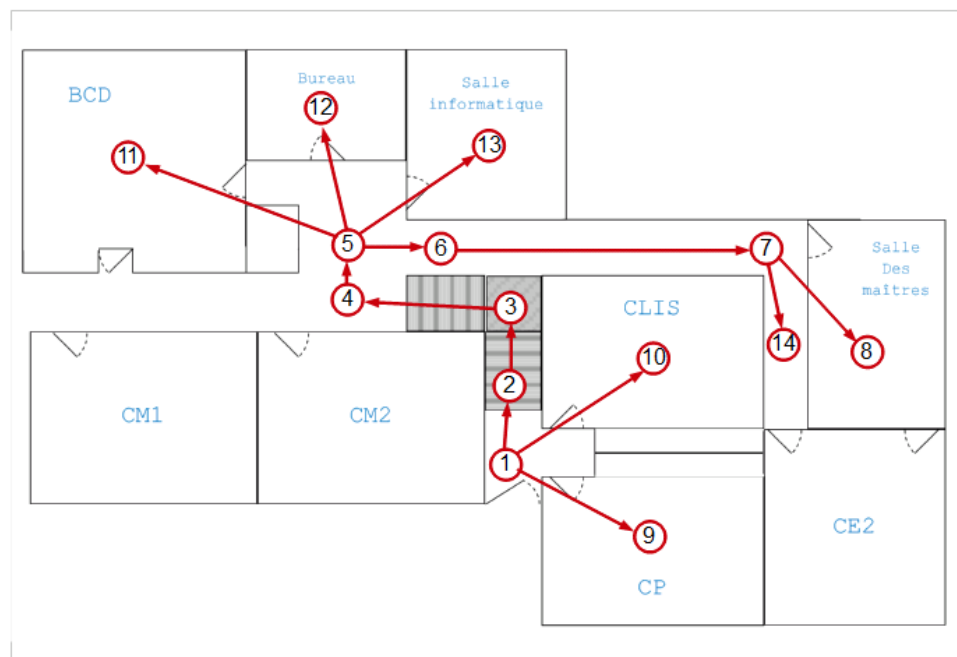 BCD
Bureau
Salle
informatique
12
13
11
5
6
7
Salle
Des
maîtres
4
3
CLIS
14
8
10
2
CM1
CM2
1
9
CE2
CP